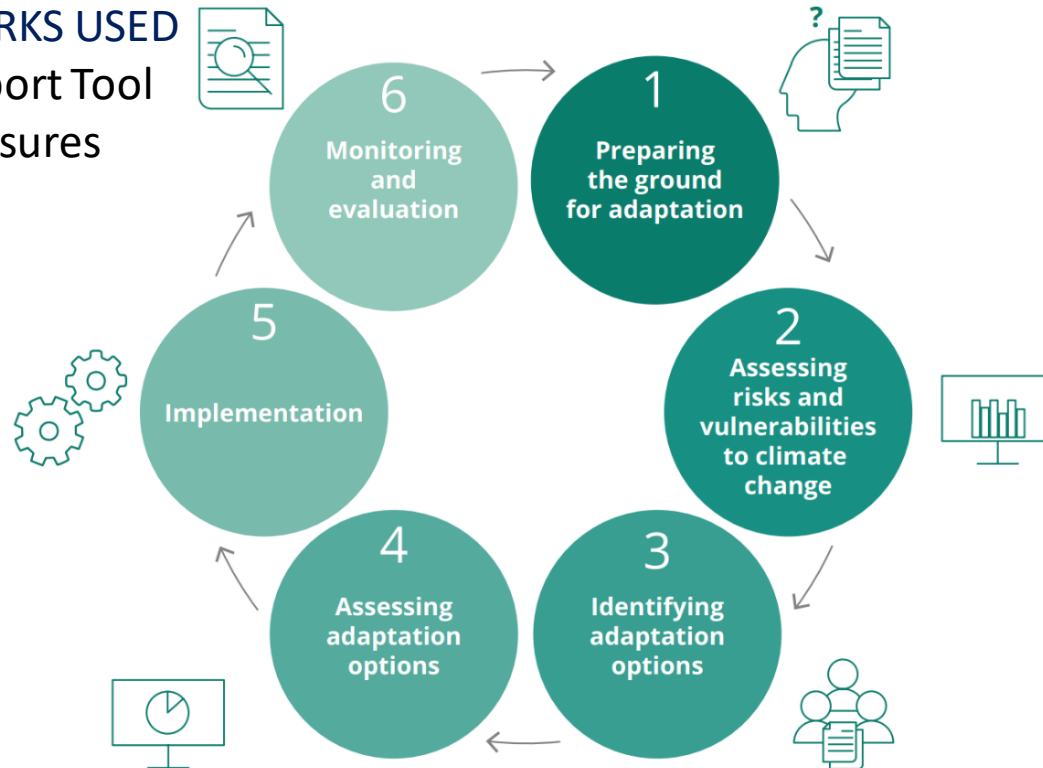 RKS USED
ort Tool
sures
?
6
Monitoring
and
evaluation
1
Preparing
the ground
for adaptation
2
Assessing
risks and
vulnerabilities
to climate
change
3
Identifying
adaptation
options
4
Assessing
adaptation
options
5
Implementation